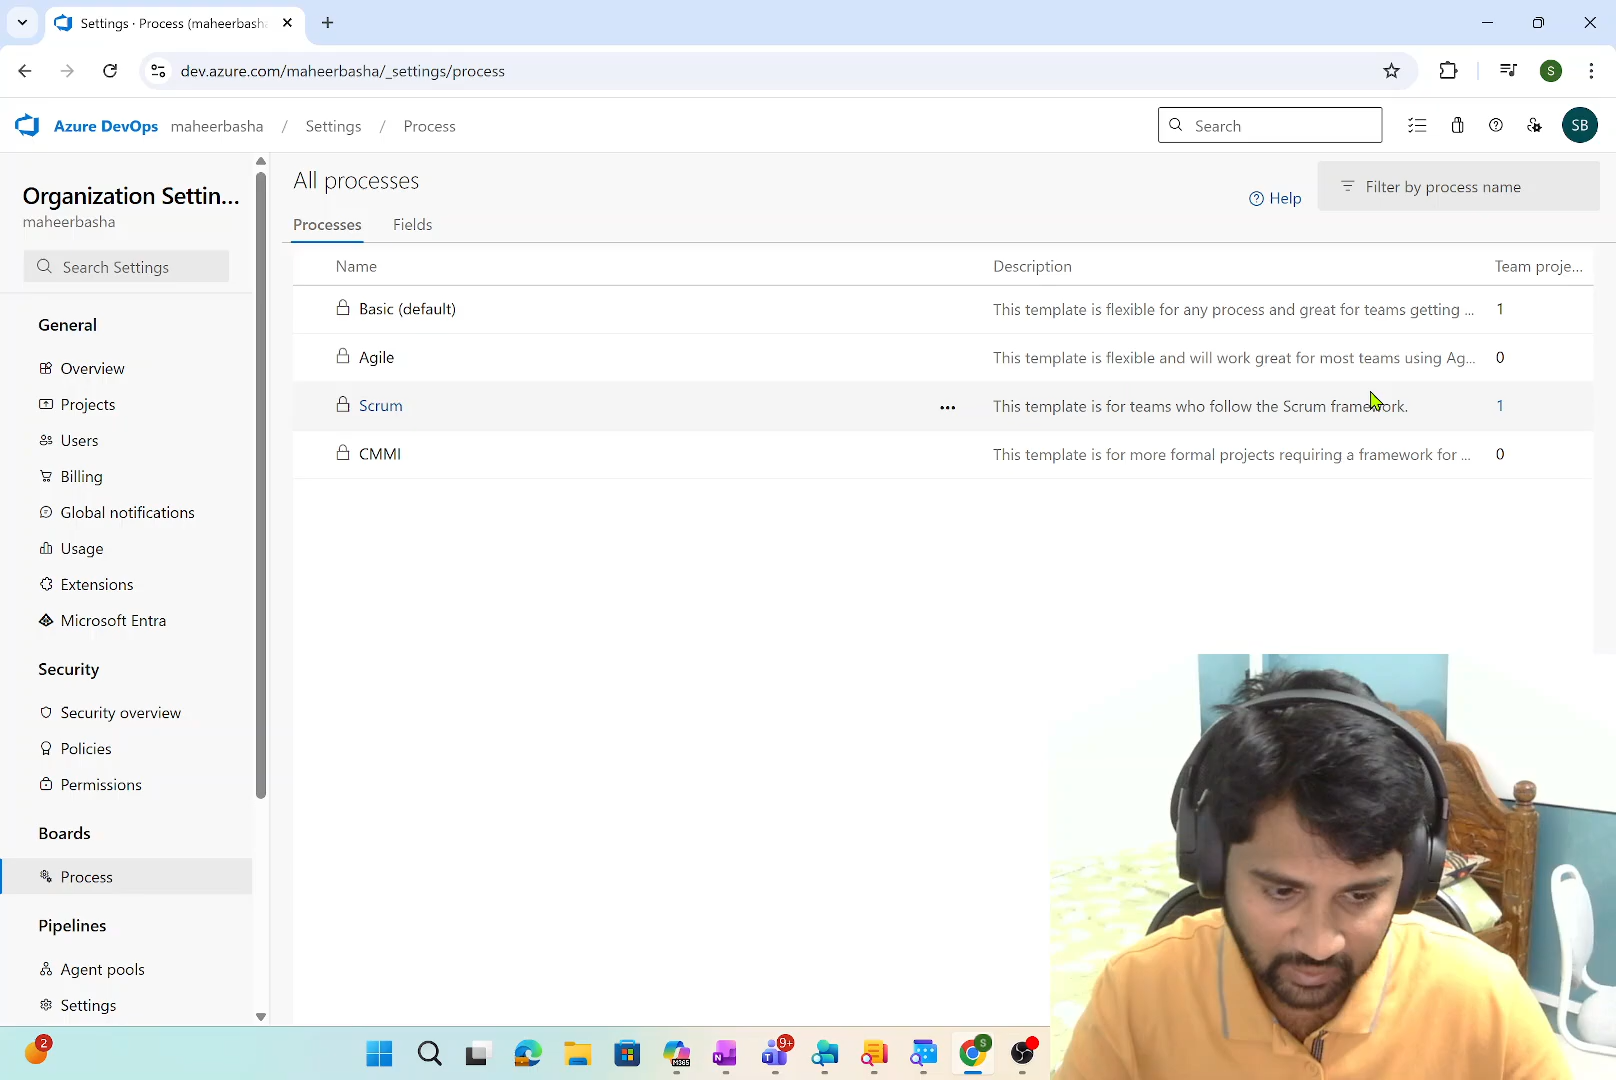 Settings · Process (maheerbasha
dev.azure.com/maheerbasha/_settings/process
S
Azure DevOps maheerbasha / Settings / Process
Search
SB
Organization Settin...
maheerbasha
Search Settings
General
Overview
Projects
Users
Billing
Global notifications
Usage
Extensions
Microsoft Entra
Security
Security overview
Policies
Permissions
Boards
Process
Pipelines
Agent pools
Settings
All processes
Help
Filter by process name
Processes Fields
Name Description Team proje...
Basic (default) This template is flexible for any process and great for teams getting ... 1
Agile This template is flexible and will work great for most teams using Ag... 0
Scrum ... This template is for teams who follow the Scrum framework. 1
CMMI This template is for more formal projects requiring a framework for ... 0
2
M365
N
T
9+
S